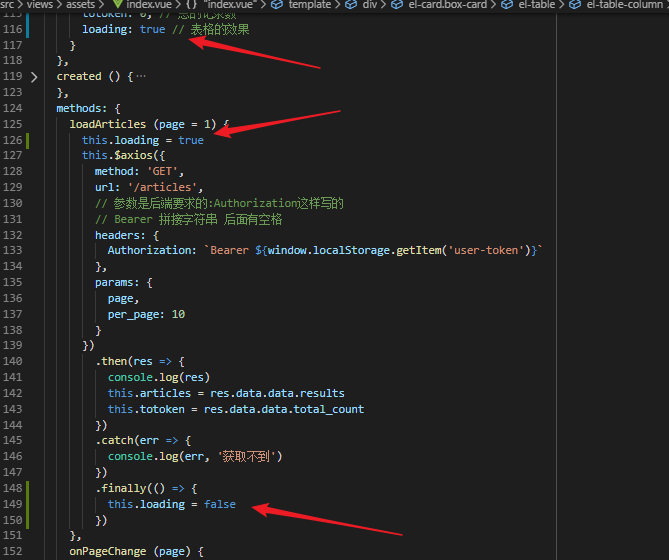 src > views > assets > index.vue > {} "index.vue" > template > div > el-card.box-card > el-table > el-table-column
115 totoken: 0, // 总的记录数
116 loading: true // 表格的效果
117 }
118 },
119 created () {…
123 },
124 methods: {
125 loadArticles (page = 1) {
126 this.loading = true
127 this.$axios({
128 method: 'GET',
129 url: '/articles',
130 // 参数是后端要求的:Authorization这样写的
131 // Bearer 拼接字符串 后面有空格
132 headers: {
133 Authorization: `Bearer ${window.localStorage.getItem('user-token')}`
134 },
135 params: {
136 page,
137 per_page: 10
138 }
139 })
140 .then(res => {
141 console.log(res)
142 this.articles = res.data.data.results
143 this.totoken = res.data.data.total_count
144 })
145 .catch(err => {
146 console.log(err, '获取不到')
147 })
148 .finally(() => {
149 this.loading = false
150 })
151 },
152 onPageChange (page) {